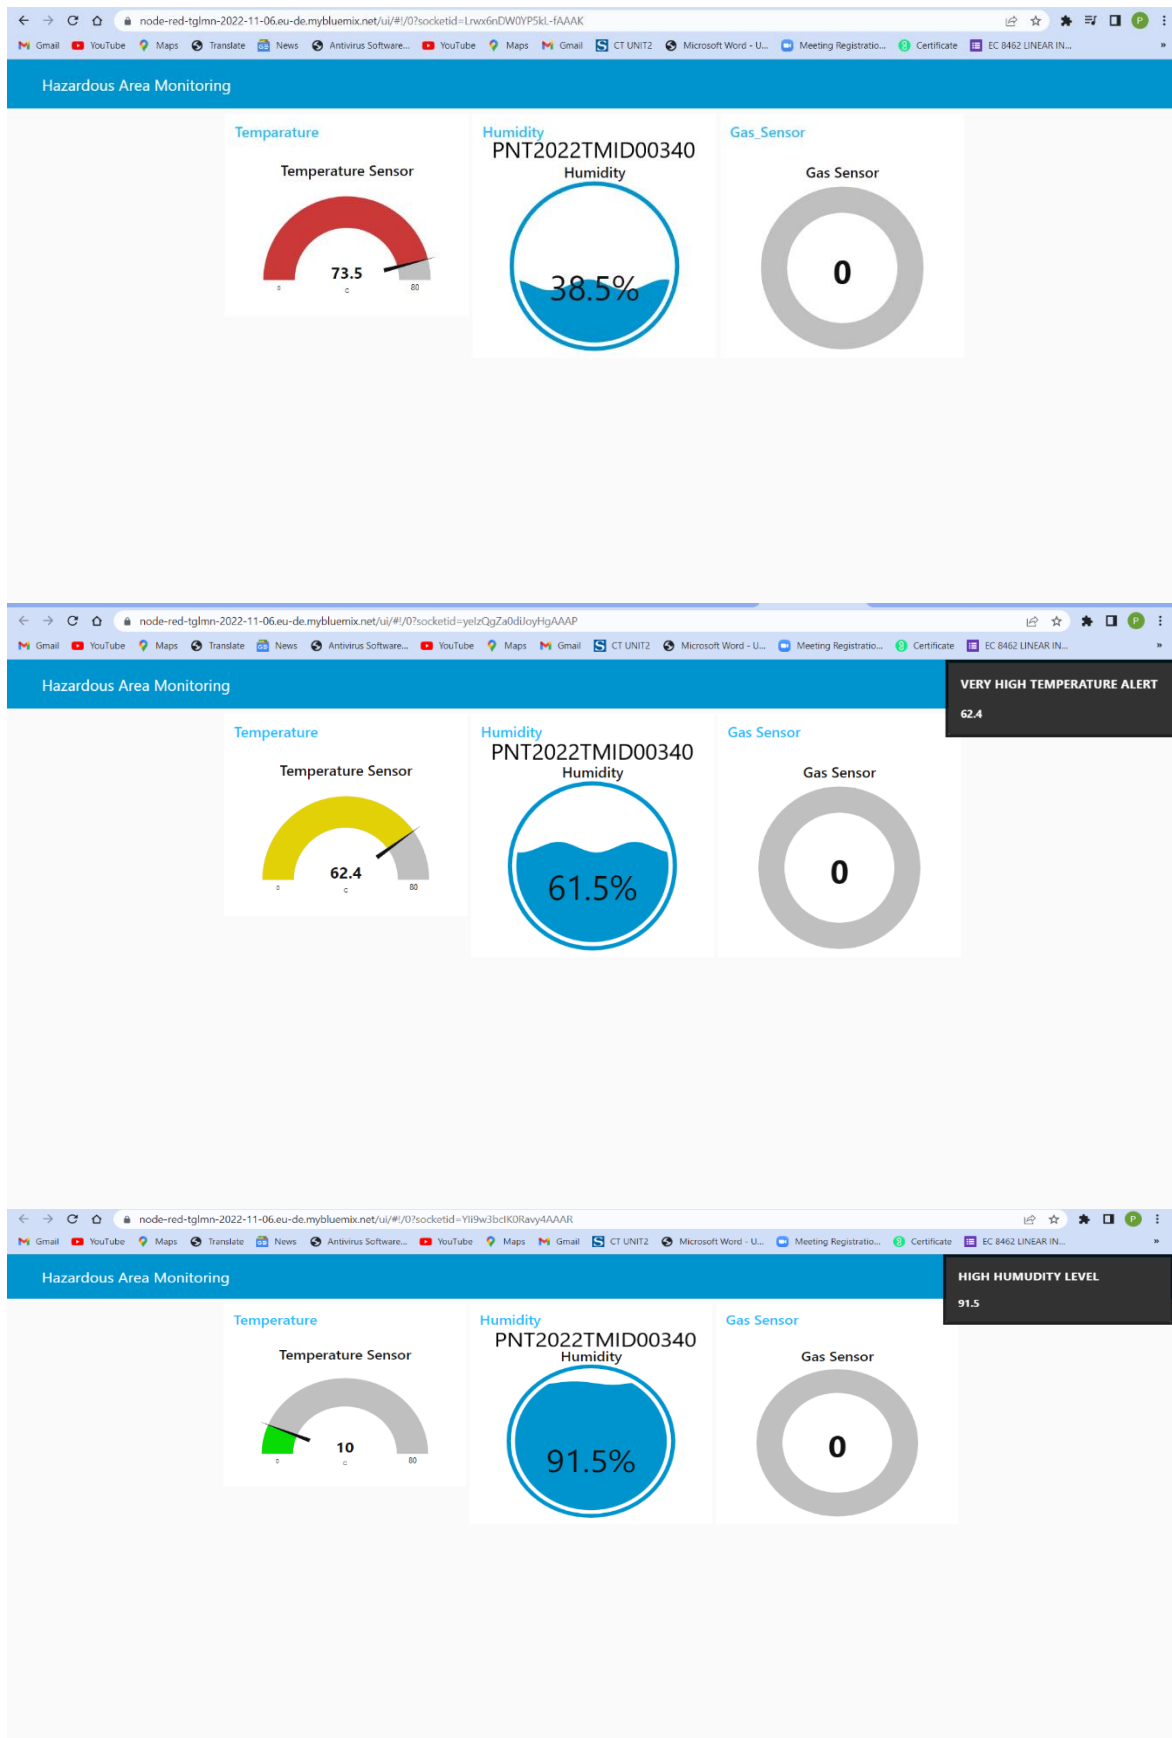 node-red-tglmn-2022-11-06.eu-de.mybluemix.net/ui/#!/0?socketid=Lrwx6nDW0YP5kL-fAAAK
Gmail YouTube Maps Translate News Antivirus Software... YouTube Maps Gmail CT UNIT2 Microsoft Word - U... Meeting Registratio... Certificate EC 8462 LINEAR IN... »
Hazardous Area Monitoring
Temparature Humidity Gas_Sensor
PNT2022TMID00340
Temperature Sensor Humidity Gas Sensor
73.5 38.5% 0
0 c 80
node-red-tglmn-2022-11-06.eu-de.mybluemix.net/ui/#!/0?socketid=yelzQgZa0diJoyHgAAAP
Gmail YouTube Maps Translate News Antivirus Software... YouTube Maps Gmail CT UNIT2 Microsoft Word - U... Meeting Registratio... Certificate EC 8462 LINEAR IN... »
Hazardous Area Monitoring
VERY HIGH TEMPERATURE ALERT
62.4
Temperature Humidity Gas Sensor
PNT2022TMID00340
Temperature Sensor Humidity Gas Sensor
62.4 61.5% 0
0 c 80
node-red-tglmn-2022-11-06.eu-de.mybluemix.net/ui/#!/0?socketid=Yli9w3bclK0Ravy4AAAR
Gmail YouTube Maps Translate News Antivirus Software... YouTube Maps Gmail CT UNIT2 Microsoft Word - U... Meeting Registratio... Certificate EC 8462 LINEAR IN... »
Hazardous Area Monitoring
HIGH HUMUDITY LEVEL
91.5
Temperature Humidity Gas Sensor
PNT2022TMID00340
Temperature Sensor Humidity Gas Sensor
10 91.5% 0
0 c 80